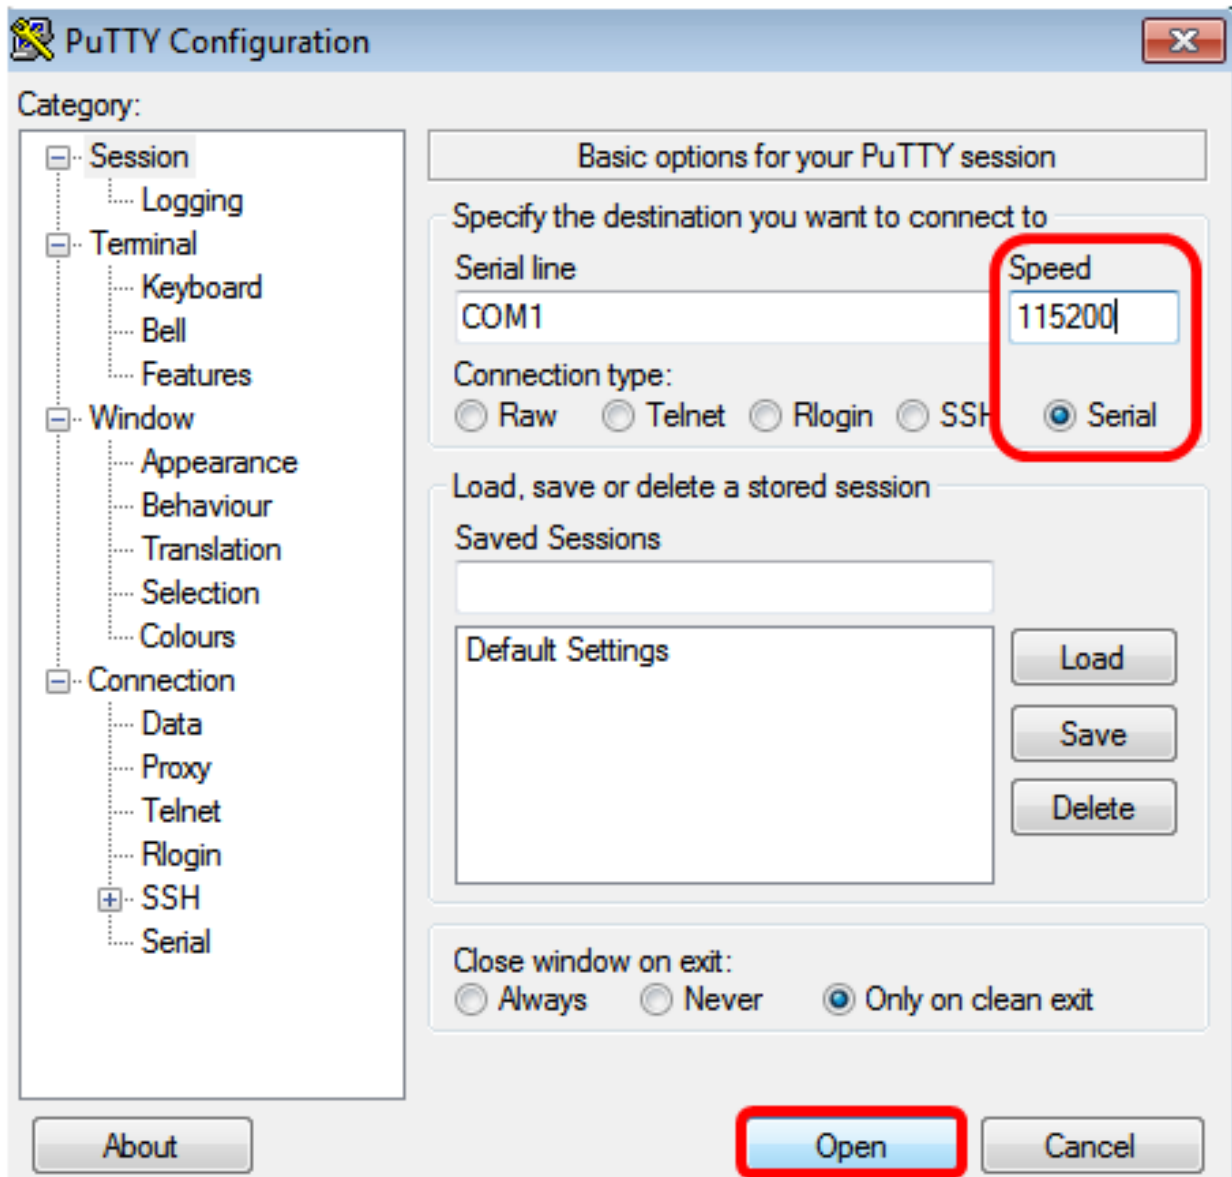 PuTTY Configuration
Category:
Session
Logging
Terminal
Keyboard
Bell
Features
Window
Appearance
Behaviour
Translation
Selection
Colours
Connection
Data
Proxy
Telnet
Rlogin
SSH
Serial
Basic options for your PuTTY session
Specify the destination you want to connect to
Serial line Speed
COM1 115200
Connection type:
Raw Telnet Rlogin SSH Serial
Load, save or delete a stored session
Saved Sessions
Default Settings
Load
Save
Delete
Close window on exit:
Always Never Only on clean exit
About Open Cancel